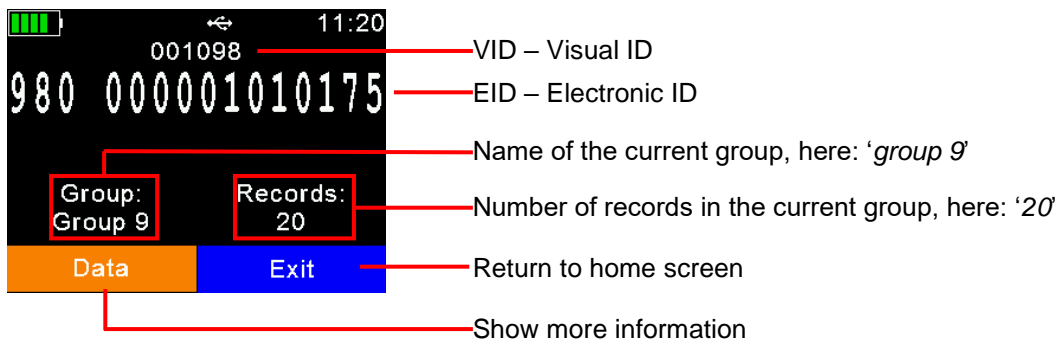 11:20
001098
VID – Visual ID
980 000001010175
EID – Electronic ID
Name of the current group, here: ‘group 9’
Group:
Group 9
Records:
20
Number of records in the current group, here: ‘20’
Data
Exit
Return to home screen
Show more information